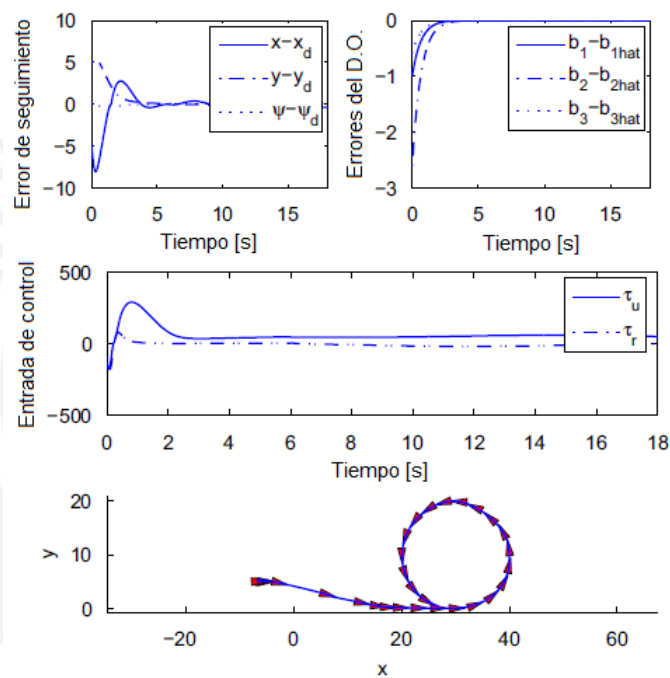 Error de seguimiento
10
5
0
−5
−10
0
5
10
15
Tiempo [s]
x−x_d
y−y_d
ψ−ψ_d
Errores del D.O.
0
−1
−2
−3
0
5
10
15
Tiempo [s]
b_1−b_1hat
b_2−b_2hat
b_3−b_3hat
Entrada de control
500
0
−500
0
2
4
6
8
10
12
14
16
18
Tiempo [s]
τ_u
τ_r
y
20
10
0
−20
0
20
40
60
x